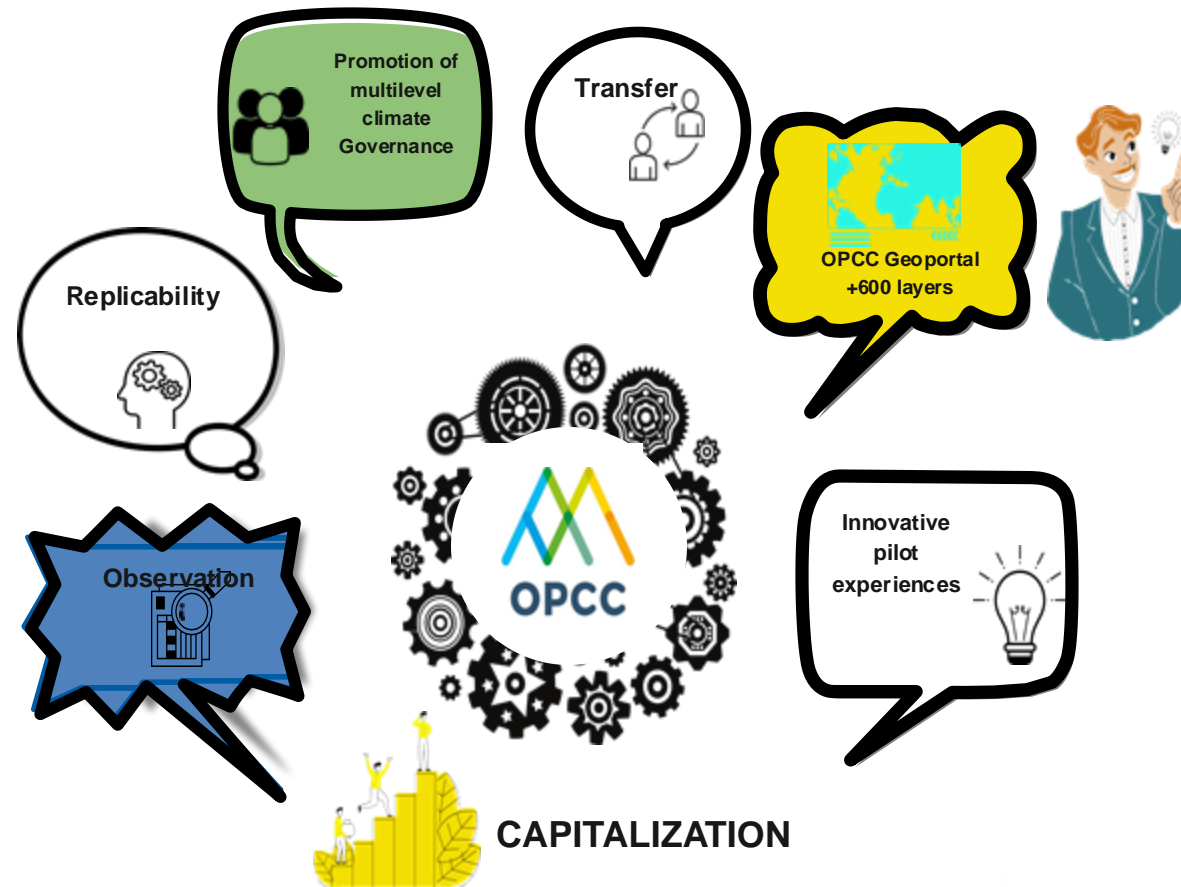 Promotion of
multilevel
climate
Governance
Transfer
OPCC Geoportal
+600 layers
Replicability
Observation
OPCC
Innovative
pilot
experiences
CAPITALIZATION